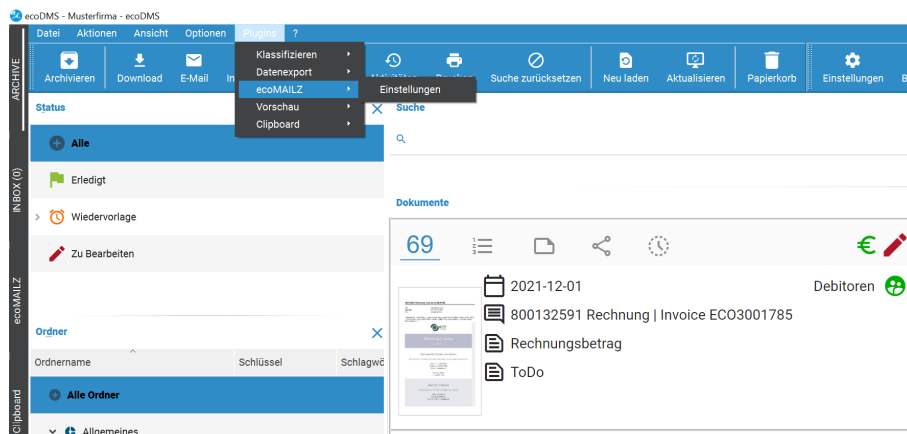 ecoDMS - Musterfirma - ecoDMS
Datei Aktionen Ansicht Optionen Plugins ?
Klassifizieren
Datenexport
ecoMAILZ
Einstellungen
Vorschau
Clipboard
Archivieren Download E-Mail Suche zurücksetzen Neu laden Aktualisieren Papierkorb Einstellungen
ARCHIVE
INBOX (0)
ecoMAILZ
Clipboard
Status
Alle
Erledigt
Wiedervorlage
Zu Bearbeiten
Ordner
Ordnername Schlüssel Schlagwö
Alle Ordner
Allgemeines
Suche
Dokumente
69
2021-12-01 Debitoren
800132591 Rechnung | Invoice ECO3001785
Rechnungsbetrag
ToDo